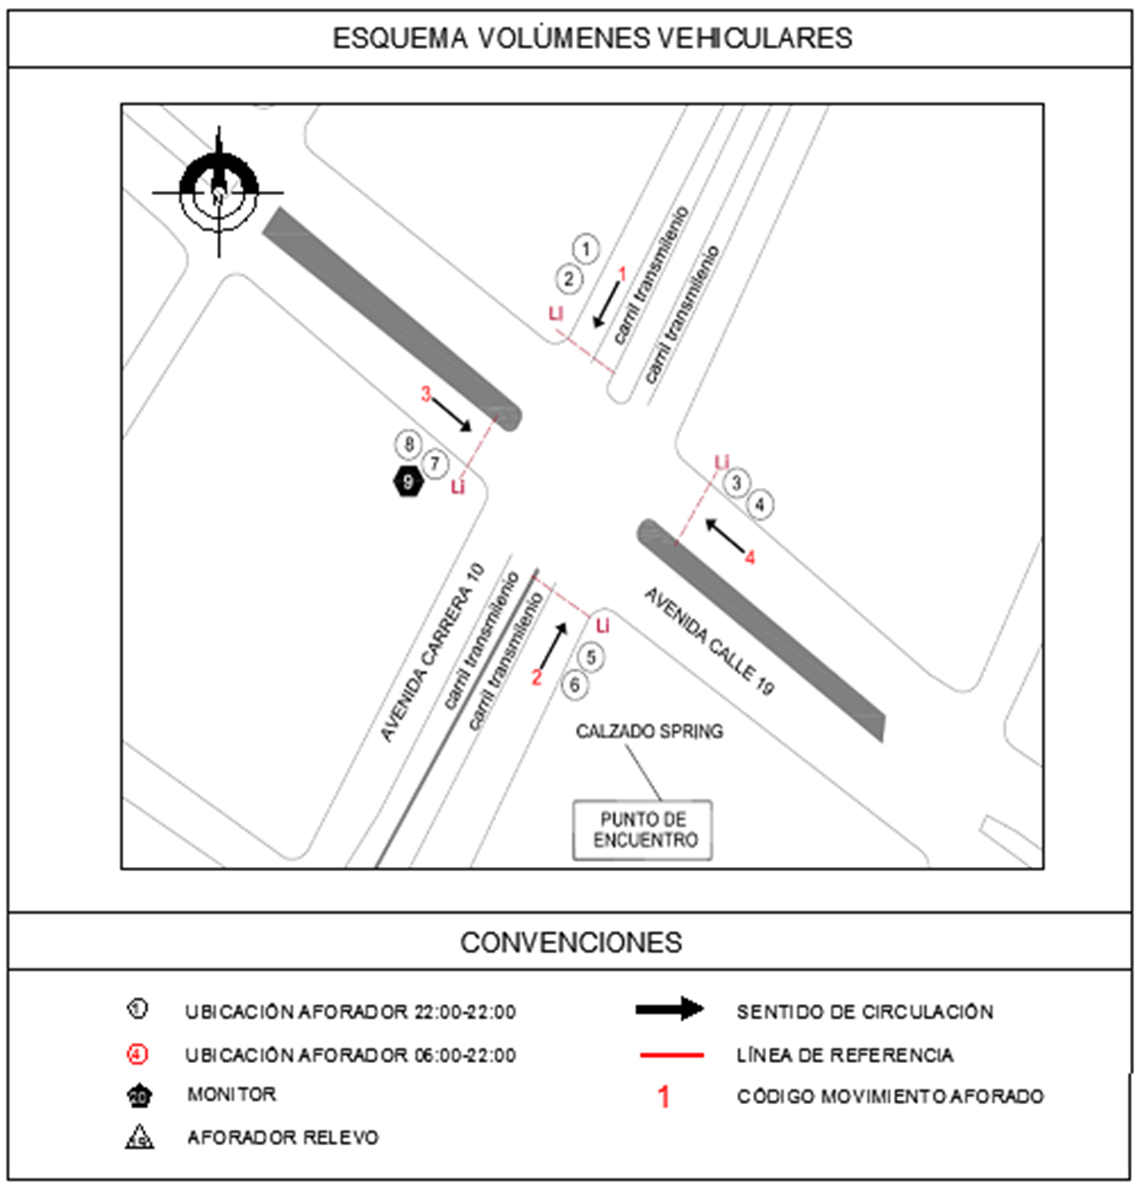 ESQUEMA VOLÚMENES VEHICULARES
N
1
2
1
Li
carril transmilenio
carril transmilenio
3
8
7
9
Li
Li
3
4
4
AVENIDA CARRERA 10
carril transmilenio
carril transmilenio
2
Li
5
6
AVENIDA CALLE 19
CALZADO SPRING
PUNTO DE
ENCUENTRO
CONVENCIONES
1 UBICACIÓN AFORADOR 22:00-22:00
4 UBICACIÓN AFORADOR 06:00-22:00
20 MONITOR
AFORADOR RELEVO
SENTIDO DE CIRCULACIÓN
LÍNEA DE REFERENCIA
1 CÓDIGO MOVIMIENTO AFORADO